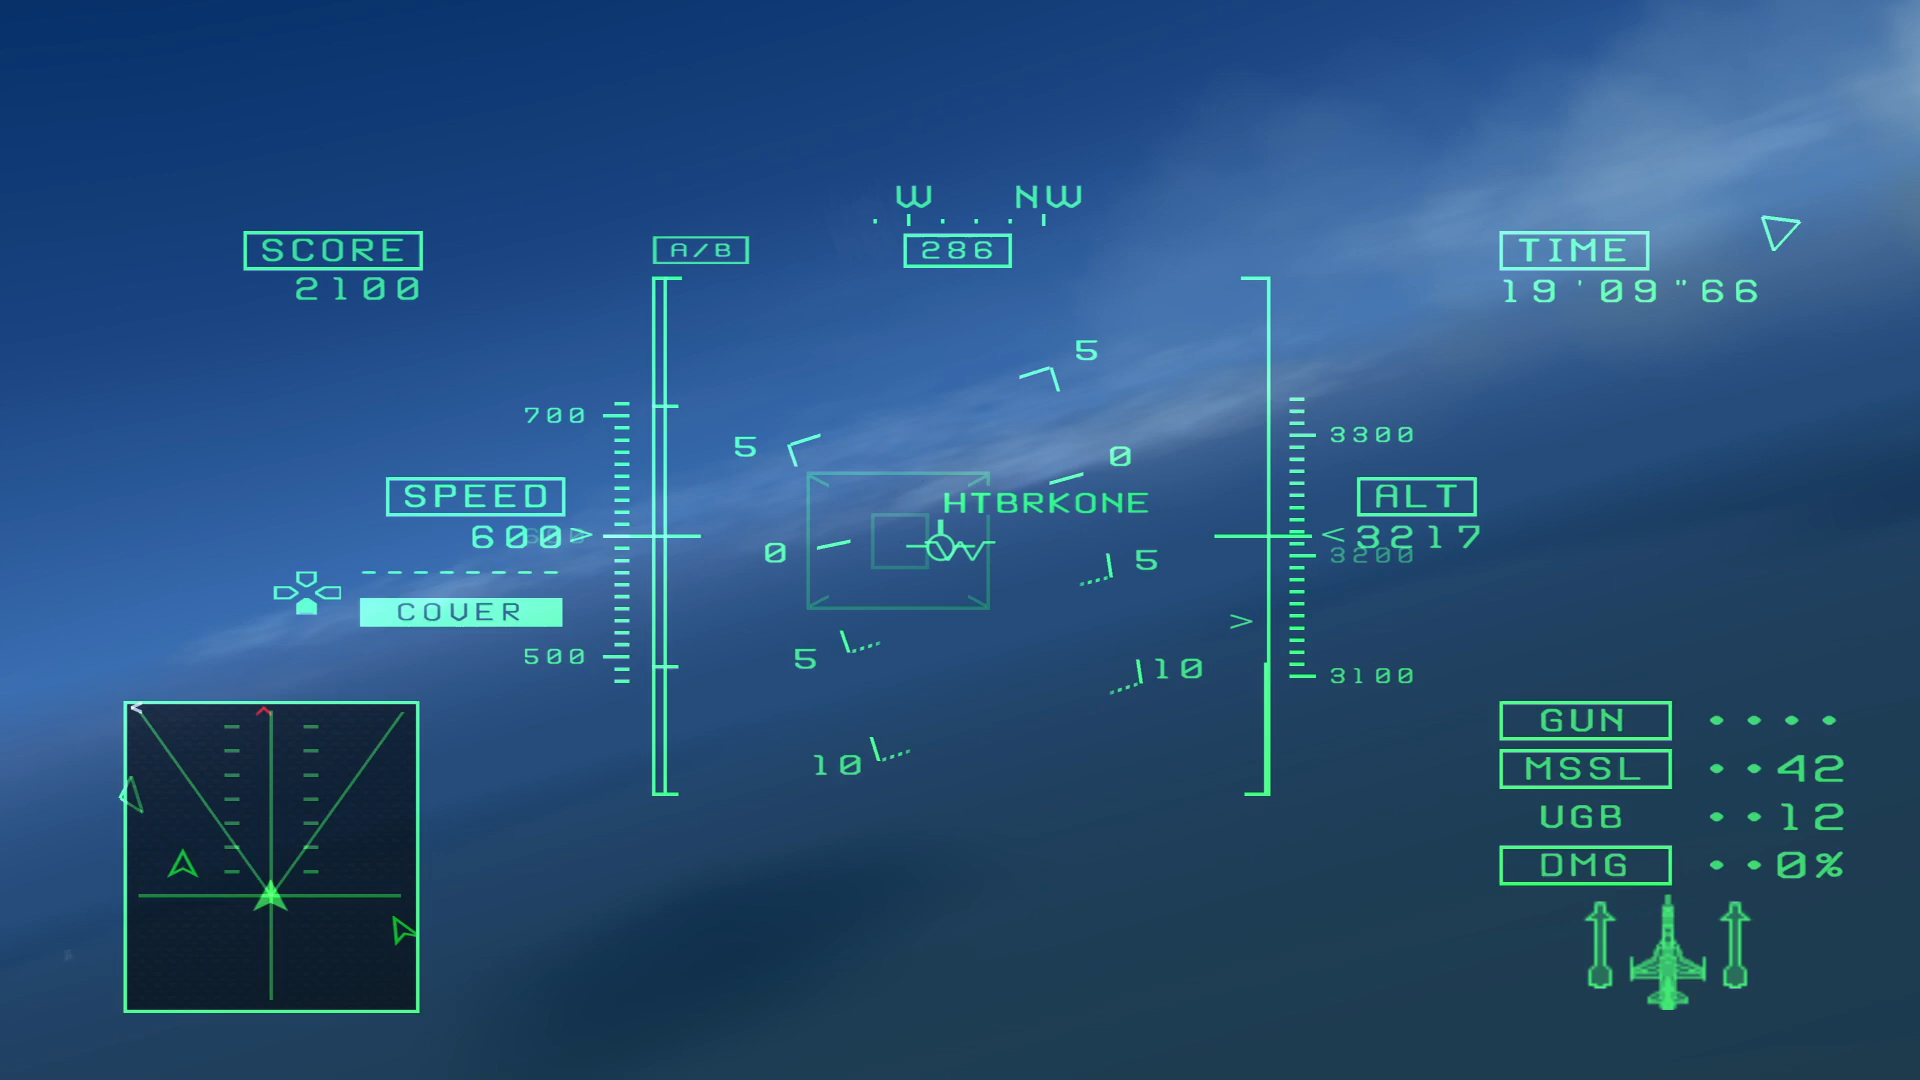 W NW
SCORE
2100
A/B
286
TIME
19'09"66
5
5
700
3300
0
SPEED
600
HTBRKONE
ALT
3217
0
3200
5
COVER
5
500
10
3100
10
GUN
MSSL 42
UGB 12
DMG 0%